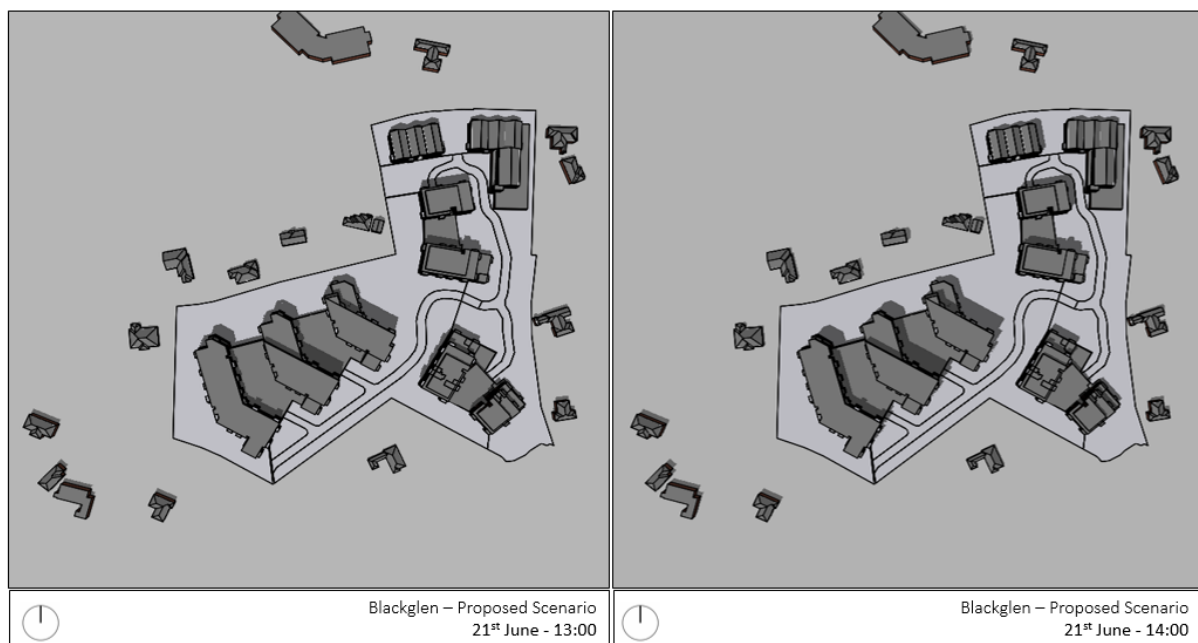 Blackglen – Proposed Scenario
21st June - 13:00
Blackglen – Proposed Scenario
21st June - 14:00